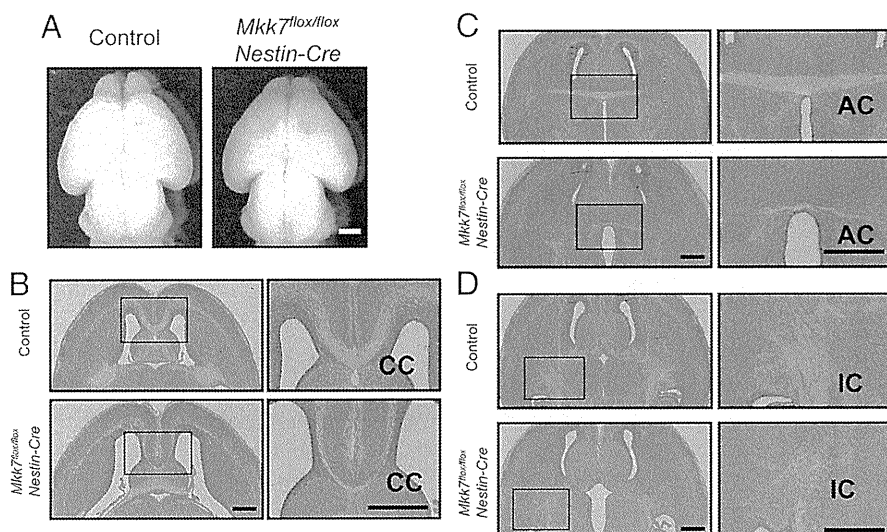 A
Control
Mkk7flox/flox
Nestin-Cre
B
Control
CC
Mkk7flox/flox
Nestin-Cre
CC
C
Control
AC
Mkk7flox/flox
Nestin-Cre
AC
D
Control
IC
Mkk7flox/flox
Nestin-Cre
IC